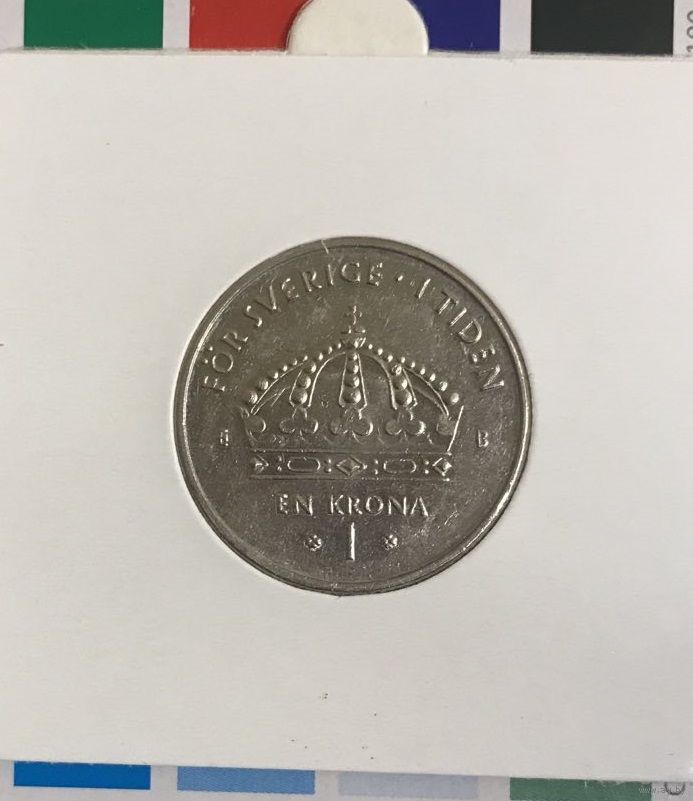 FÖR SVERIGE · I TIDEN
B
EN KRONA
1